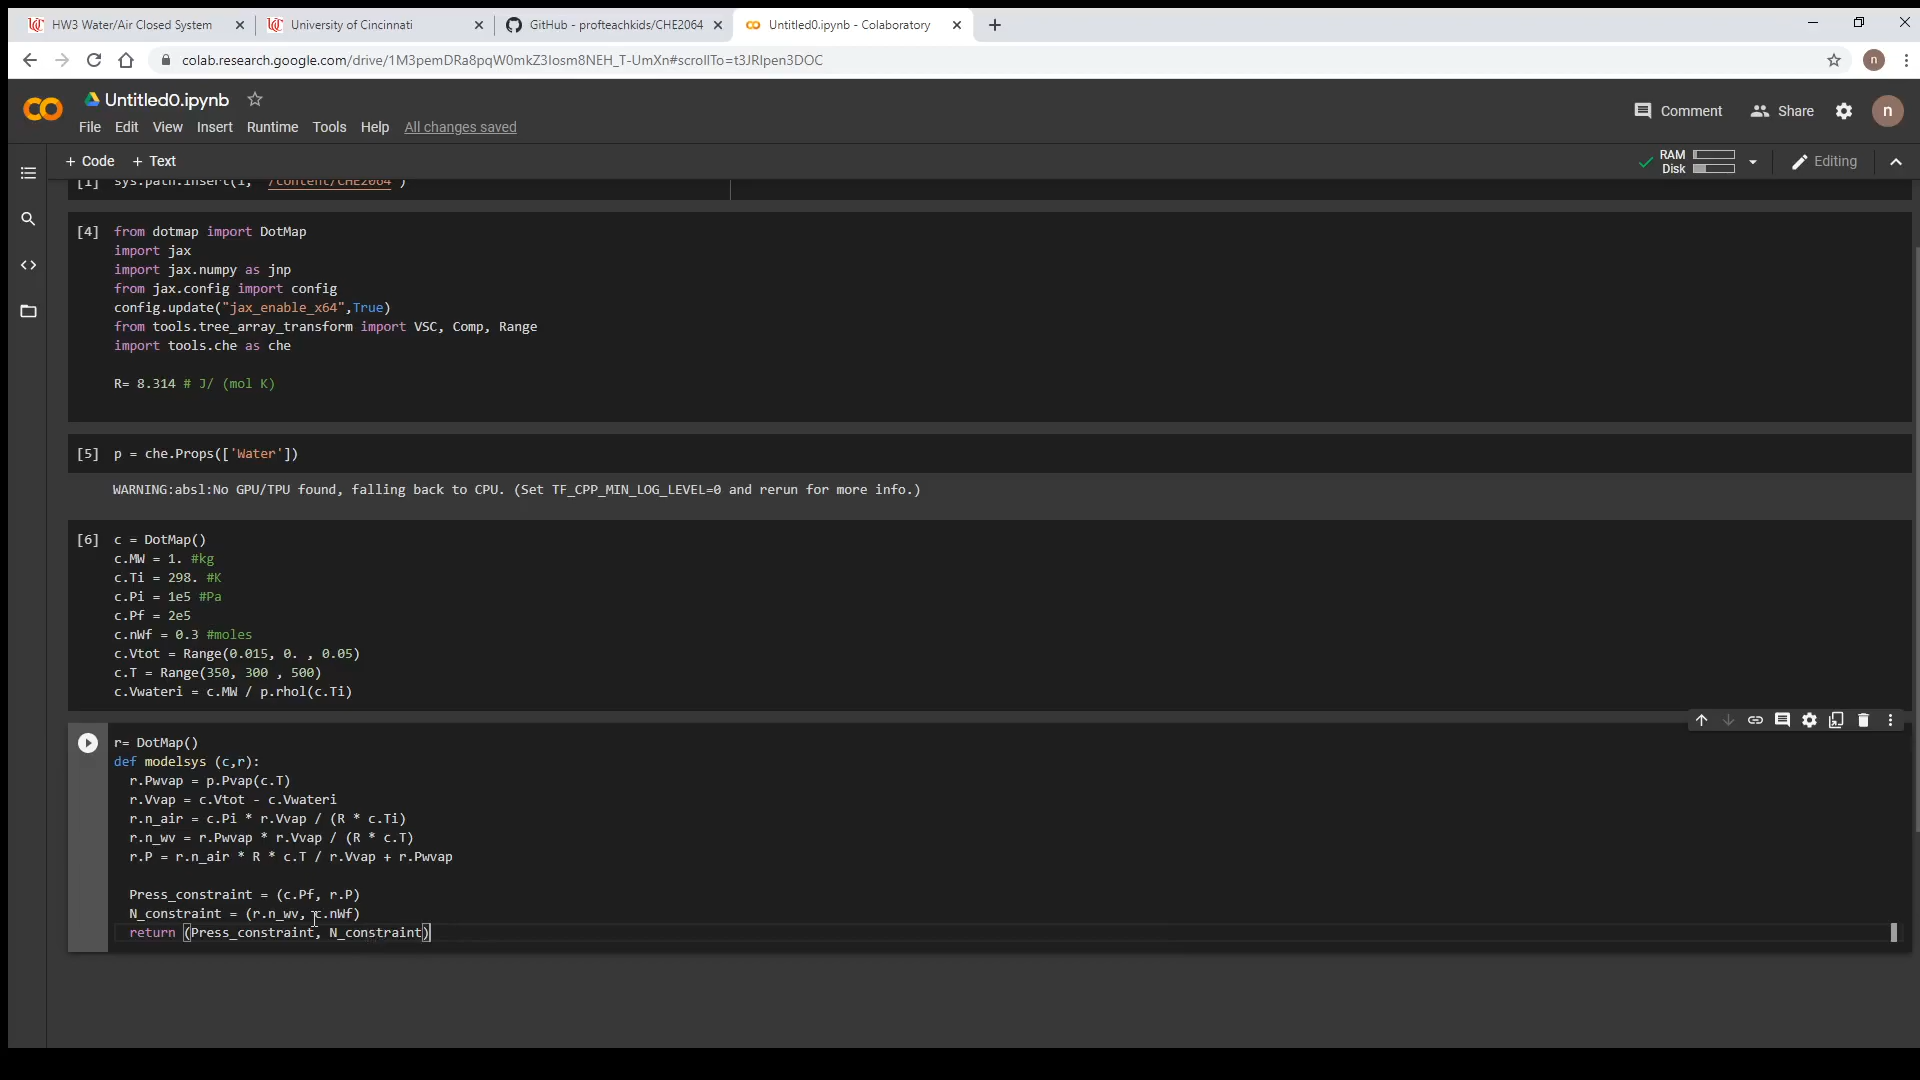 HW3 Water/Air Closed System
University of Cincinnati
GitHub - profteachkids/CHE2064
Untitled0.ipynb - Colaboratory
colab.research.google.com/drive/1M3pemDRa8pqW0mkZ3Iosm8NEH_T-UmXn#scrollTo=t3JRlpen3DOC
n
Untitled0.ipynb
Comment
Share
n
File Edit View Insert Runtime Tools Help All changes saved
+ Code + Text
RAM
Disk
Editing
[1] sys.path.insert(1, '/content/CHE2064')
[4] from dotmap import DotMap
import jax
import jax.numpy as jnp
from jax.config import config
config.update("jax_enable_x64",True)
from tools.tree_array_transform import VSC, Comp, Range
import tools.che as che
R= 8.314 # J/ (mol K)
[5] p = che.Props(['Water'])
WARNING:absl:No GPU/TPU found, falling back to CPU. (Set TF_CPP_MIN_LOG_LEVEL=0 and rerun for more info.)
[6] c = DotMap()
c.MW = 1. #kg
c.Ti = 298. #K
c.Pi = 1e5 #Pa
c.Pf = 2e5
c.nWf = 0.3 #moles
c.Vtot = Range(0.015, 0. , 0.05)
c.T = Range(350, 300 , 500)
c.Vwateri = c.MW / p.rhol(c.Ti)
r= DotMap()
def modelsys (c,r):
r.Pwvap = p.Pvap(c.T)
r.Vvap = c.Vtot - c.Vwateri
r.n_air = c.Pi * r.Vvap / (R * c.Ti)
r.n_wv = r.Pwvap * r.Vvap / (R * c.T)
r.P = r.n_air * R * c.T / r.Vvap + r.Pwvap
Press_constraint = (c.Pf, r.P)
N_constraint = (r.n_wv, c.nWf)
return (Press_constraint, N_constraint)